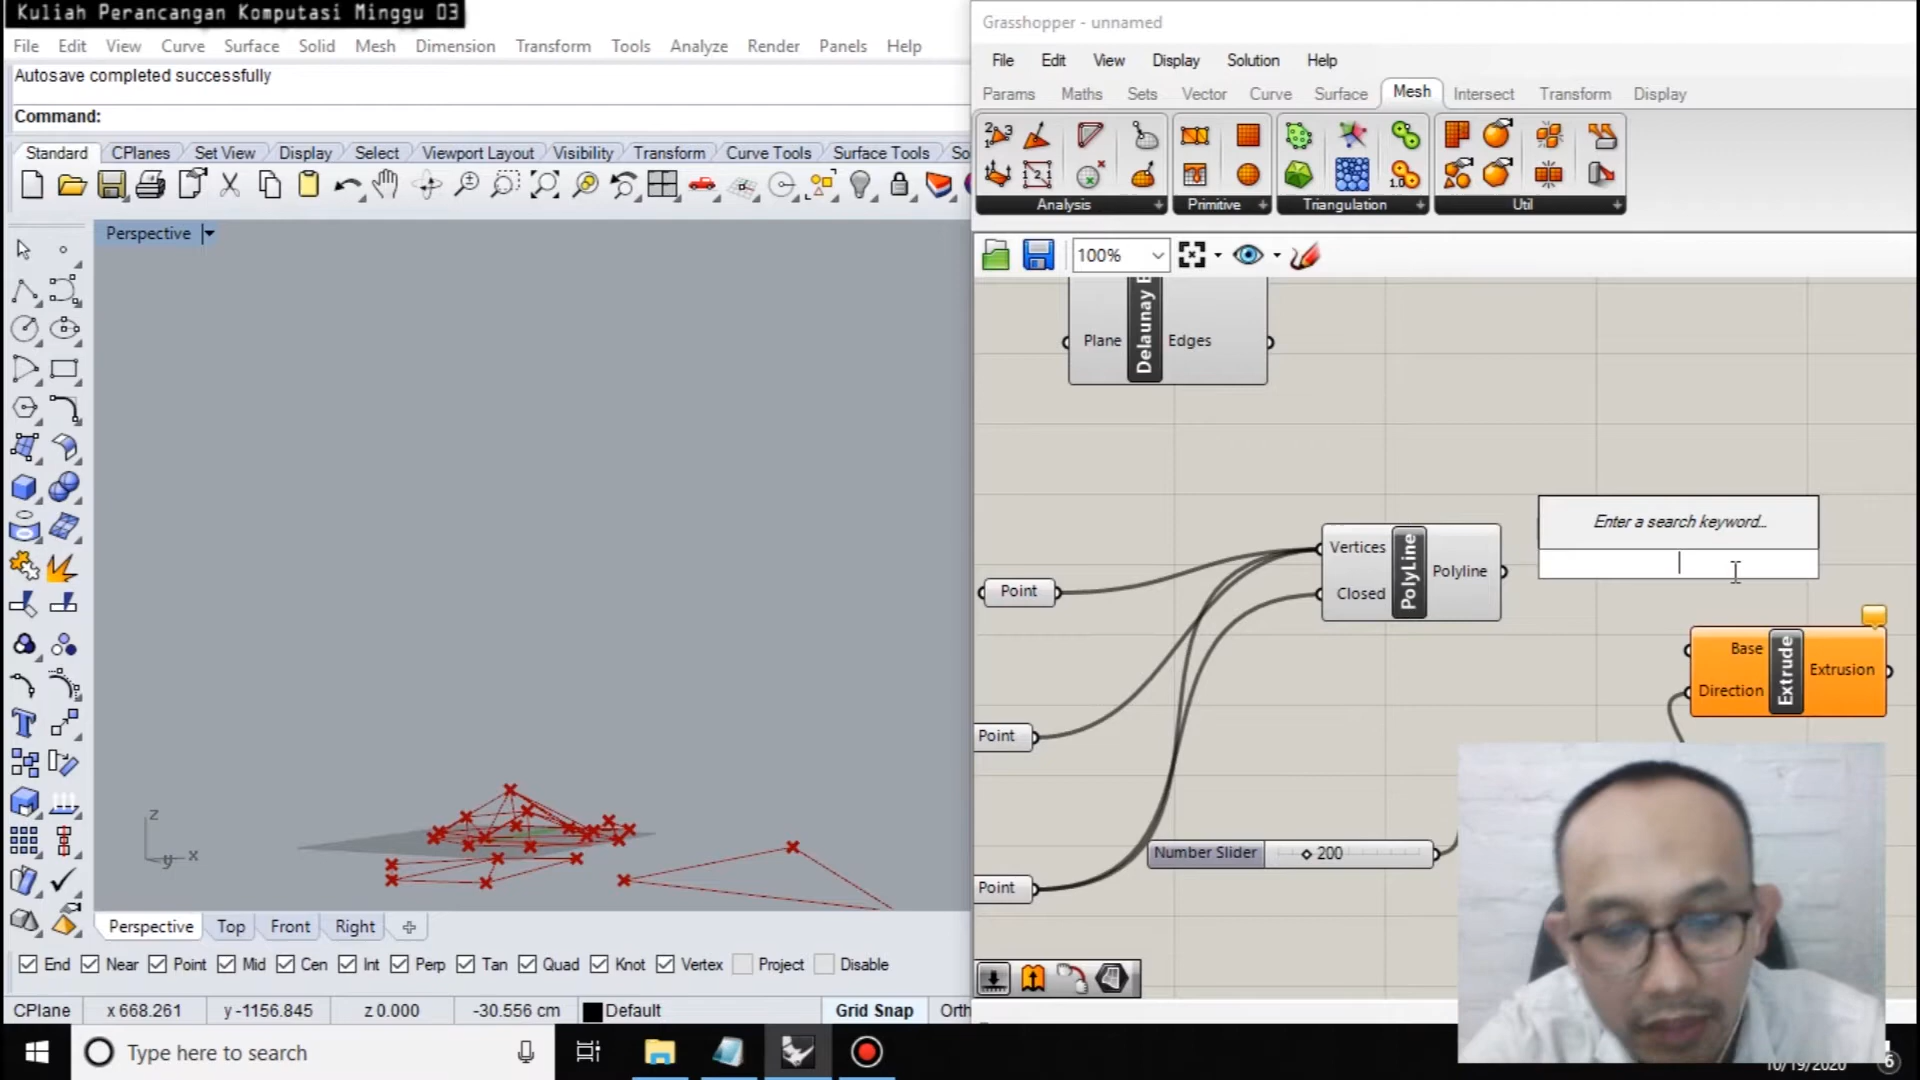 Kuliah Perancangan Komputasi Minggu 03
File Edit View Curve Surface Solid Mesh Dimension Transform Tools Analyze Render Panels Help
Autosave completed successfully
Command:
Standard CPlanes Set View Display Select Viewport Layout Visibility Transform Curve Tools Surface Tools So
Perspective
z
y x
Perspective Top Front Right
End Near Point Mid Cen Int Perp Tan Quad Knot Vertex Project Disable
CPlane x 668.261 y -1156.845 z 0.000 -30.556 cm Default Grid Snap Orth
Type here to search
Grasshopper - unnamed
File Edit View Display Solution Help
Params Maths Sets Vector Curve Surface Mesh Intersect Transform Display
Analysis Primitive Triangulation Util
100%
Plane Delaunay E Edges
Enter a search keyword...
Vertices PolyLine Polyline
Closed
Point
Point
Point
Base Extrude Extrusion
Direction
Number Slider 200
10/19/2020 6